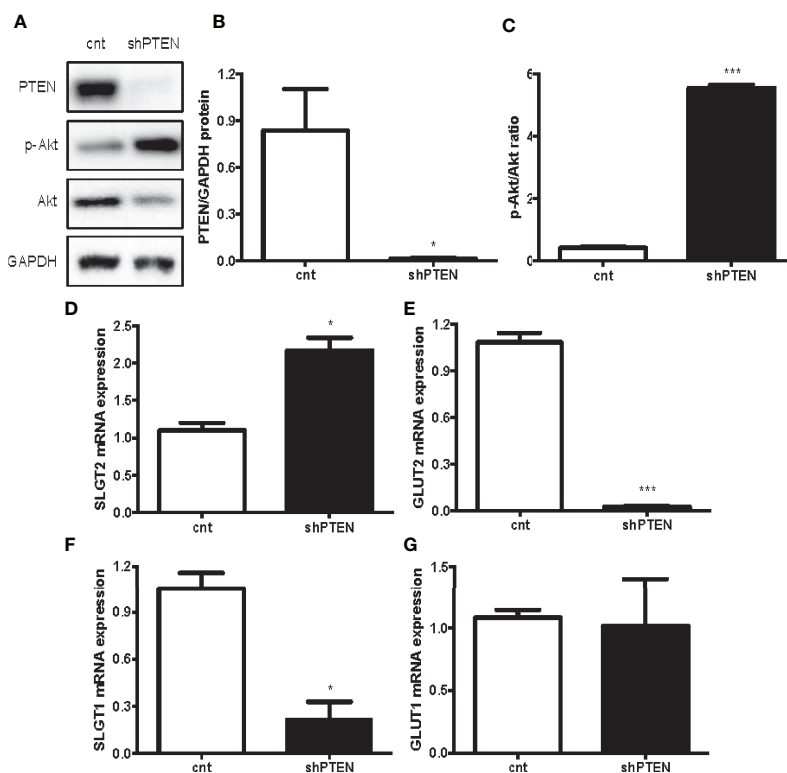 A
cnt shPTEN
PTEN
p-Akt
Akt
GAPDH
B
PTEN/GAPDH protein
1.2
0.9
0.6
0.3
0.0
*
cnt shPTEN
C
p-Akt/Akt ratio
6
4
2
0
***
cnt shPTEN
D
SLGT2 mRNA expression
2.5
2.0
1.5
1.0
0.5
0.0
*
cnt shPTEN
E
GLUT2 mRNA expression
1.2
0.9
0.6
0.3
0.0
***
cnt shPTEN
F
SLGT1 mRNA expression
1.2
0.9
0.6
0.3
0.0
*
cnt shPTEN
G
GLUT1 mRNA expression
1.5
1.0
0.5
0.0
cnt shPTEN